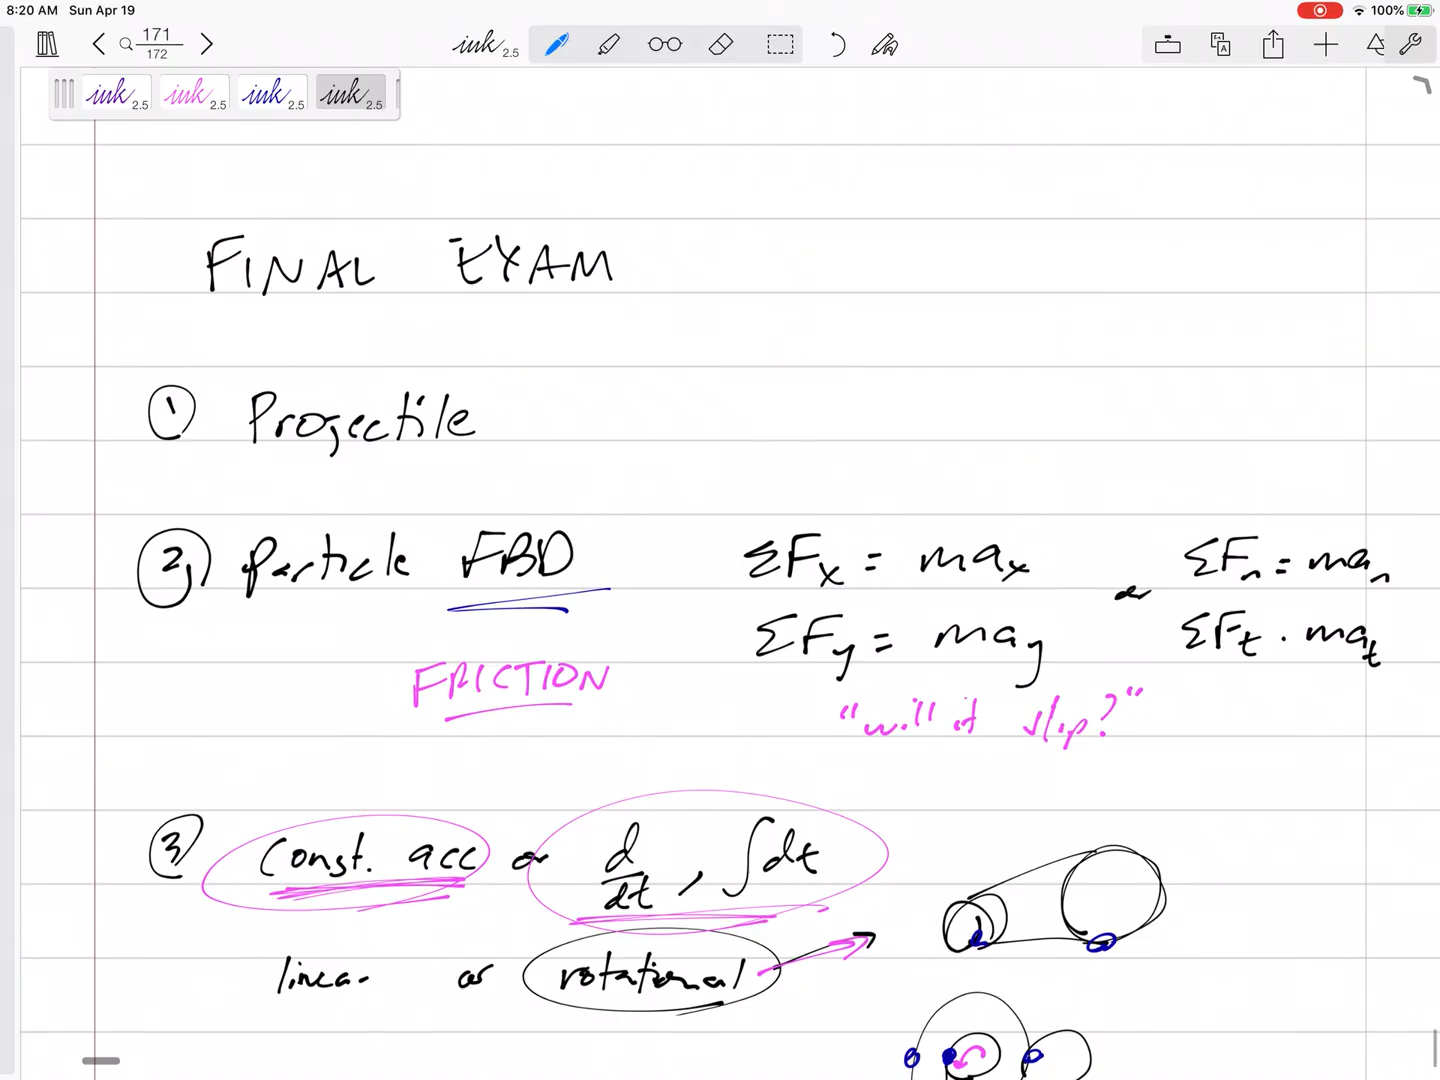 8:20 AM Sun Apr 19
100%
171
172
ink 2.5
ink 2.5 ink 2.5 ink 2.5 ink 2.5
FINAL EXAM
① Projectile
② Particle FBD ΣFx = max or ΣFn = man
ΣFy = may ΣFt . mat
FRICTION "will it slip?"
③ Const. acc or d/dt , ∫dt
linear or rotational